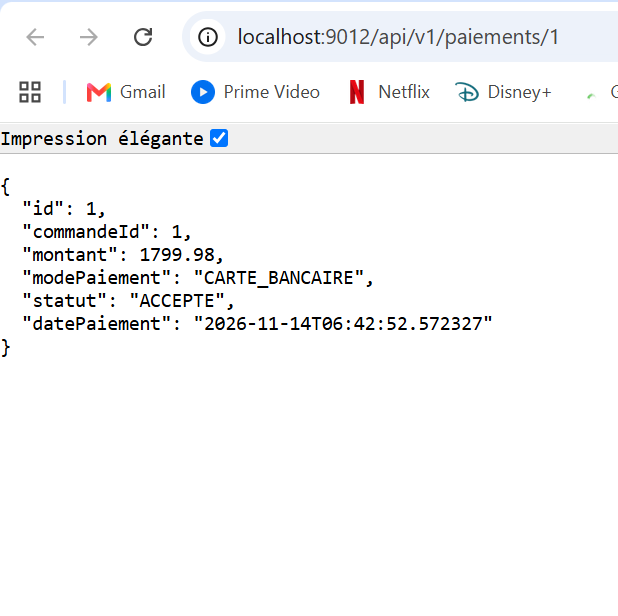 localhost:9012/api/v1/paiements/1
Gmail Prime Video Netflix Disney+
Impression élégante
{
"id": 1,
"commandeId": 1,
"montant": 1799.98,
"modePaiement": "CARTE_BANCAIRE",
"statut": "ACCEPTE",
"datePaiement": "2026-11-14T06:42:52.572327"
}